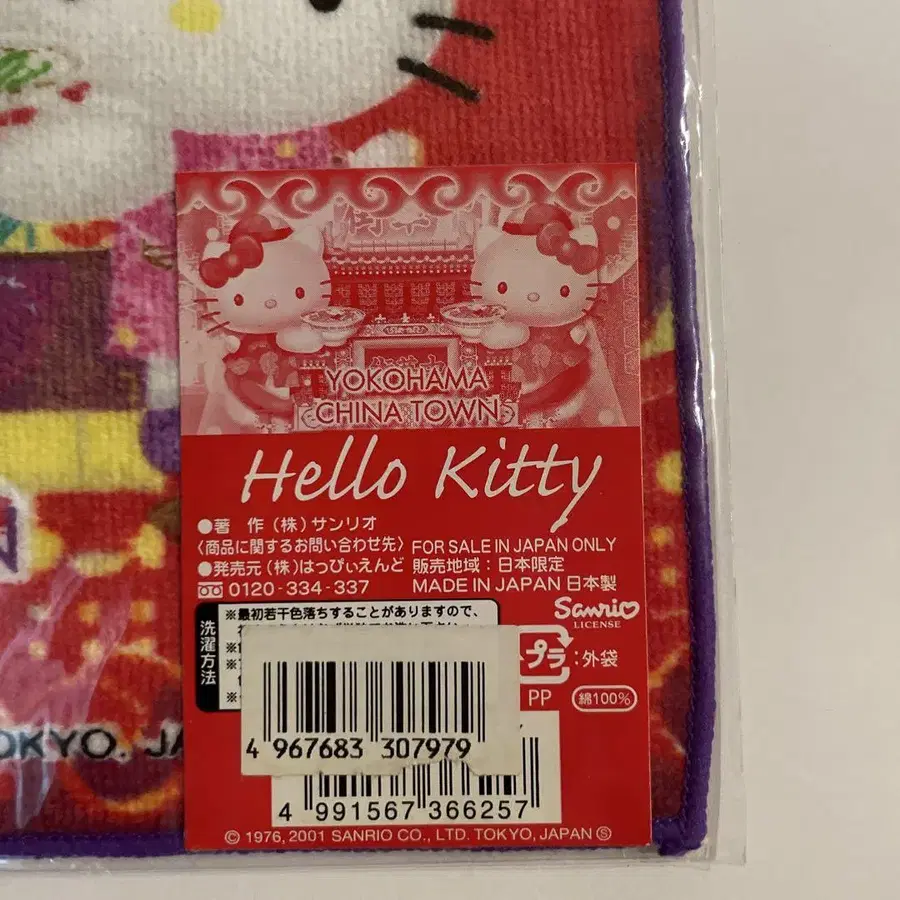 YOKOHAMA
CHINA TOWN
Hello Kitty
●著 作(株)サンリオ
〈商品に関するお問い合わせ先〉
●発売元(株)はっぴぃえんど
0120-334-337
FOR SALE IN JAPAN ONLY
販売地域:日本限定
MADE IN JAPAN 日本製
Sanrio
LICENSE
洗濯方法
※最初若干色落ちすることがありますので、
プラ
:外袋
PP
綿100%
4 967683 307979
4 991567 366257
© 1976, 2001 SANRIO CO., LTD. TOKYO, JAPAN Ⓢ
N
OKYO, JA